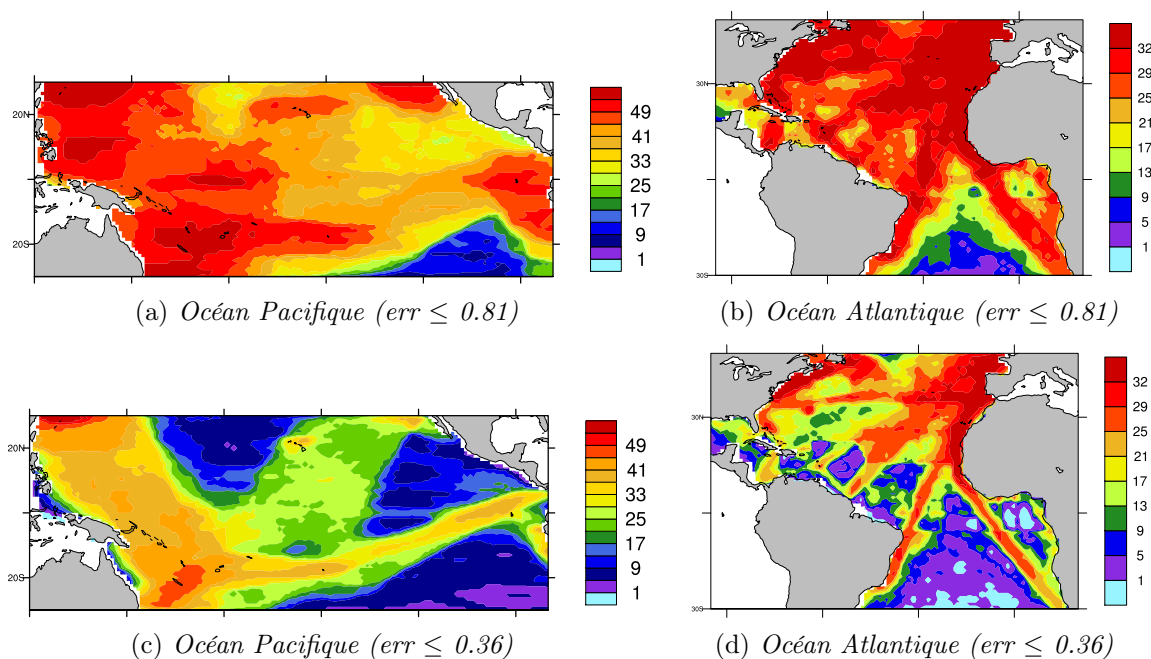 20N
20S
49
41
33
25
17
9
1
(a) Océan Pacifique (err ≤ 0.81)
30N
30S
32
29
25
21
17
13
9
5
1
(b) Océan Atlantique (err ≤ 0.81)
20N
20S
49
41
33
25
17
9
1
(c) Océan Pacifique (err ≤ 0.36)
30N
30S
32
29
25
21
17
13
9
5
1
(d) Océan Atlantique (err ≤ 0.36)